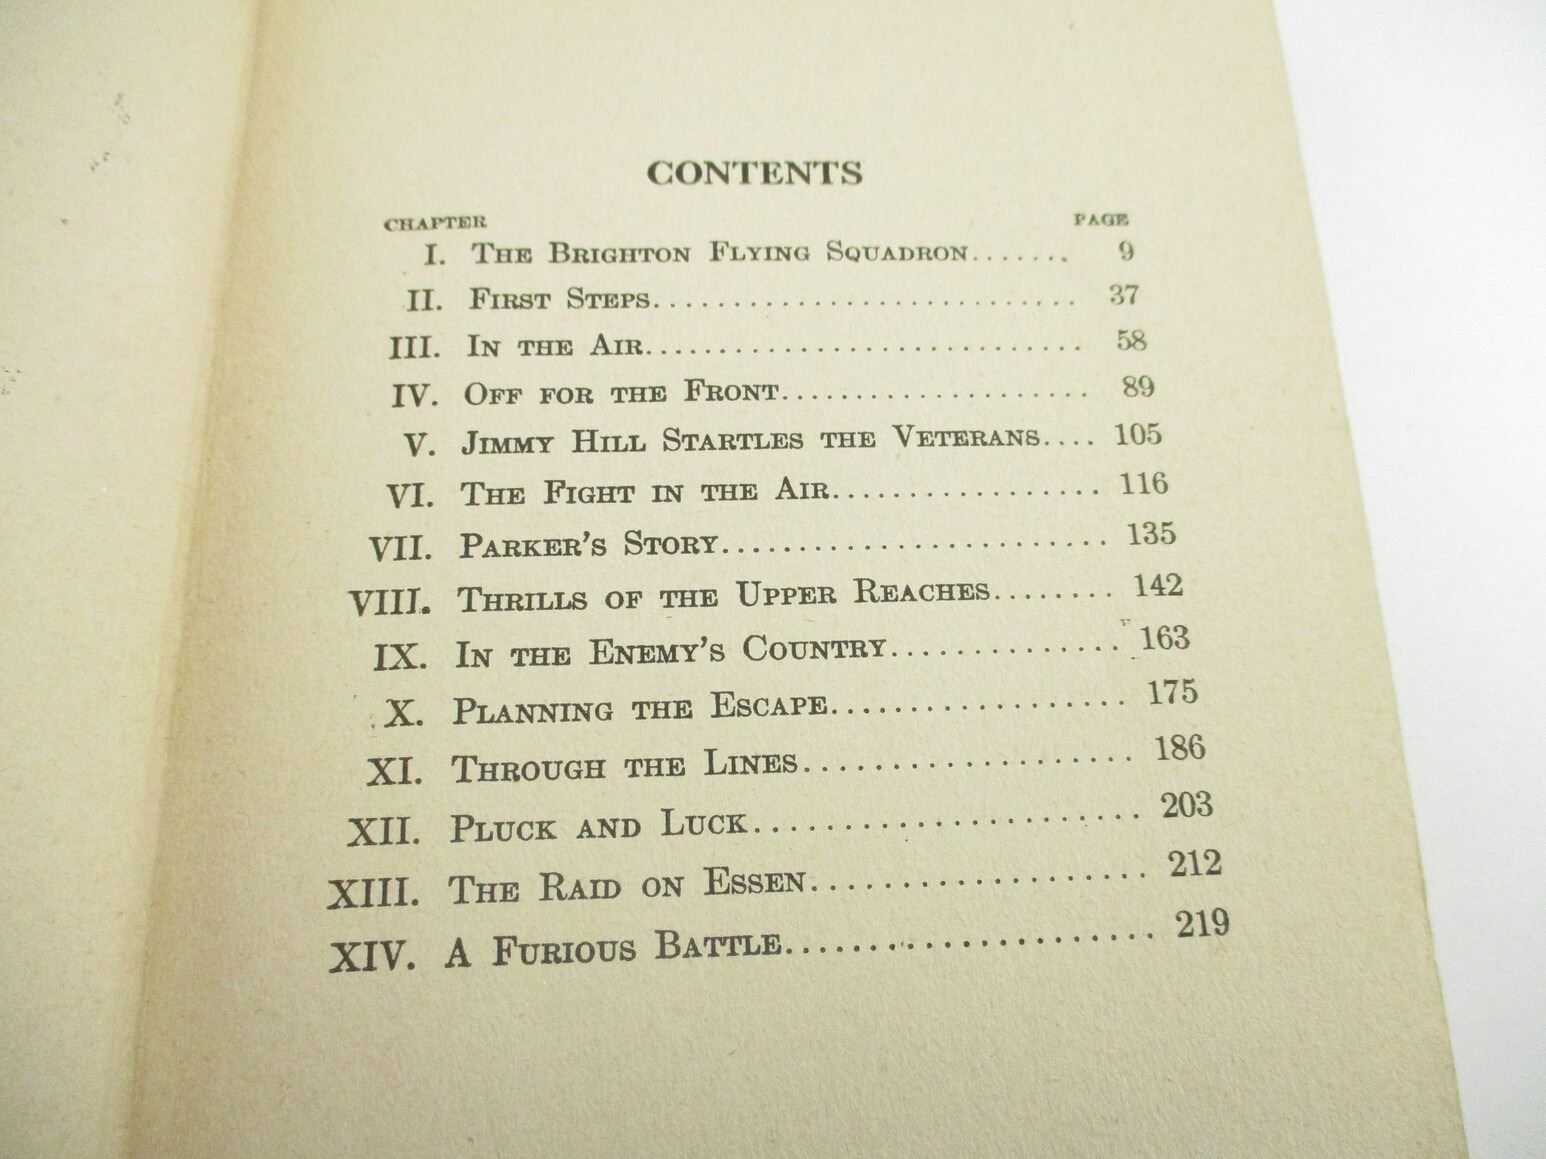 CONTENTS
CHAPTER PAGE
I. The Brighton Flying Squadron....... 9
II. First Steps............................ 37
III. In the Air.............................. 58
IV. Off for the Front..................... 89
V. Jimmy Hill Startles the Veterans.... 105
VI. The Fight in the Air.................. 116
VII. Parker's Story......................... 135
VIII. Thrills of the Upper Reaches........ 142
IX. In the Enemy's Country.............. 163
X. Planning the Escape.................. 175
XI. Through the Lines................... 186
XII. Pluck and Luck....................... 203
XIII. The Raid on Essen................... 212
XIV. A Furious Battle...................... 219